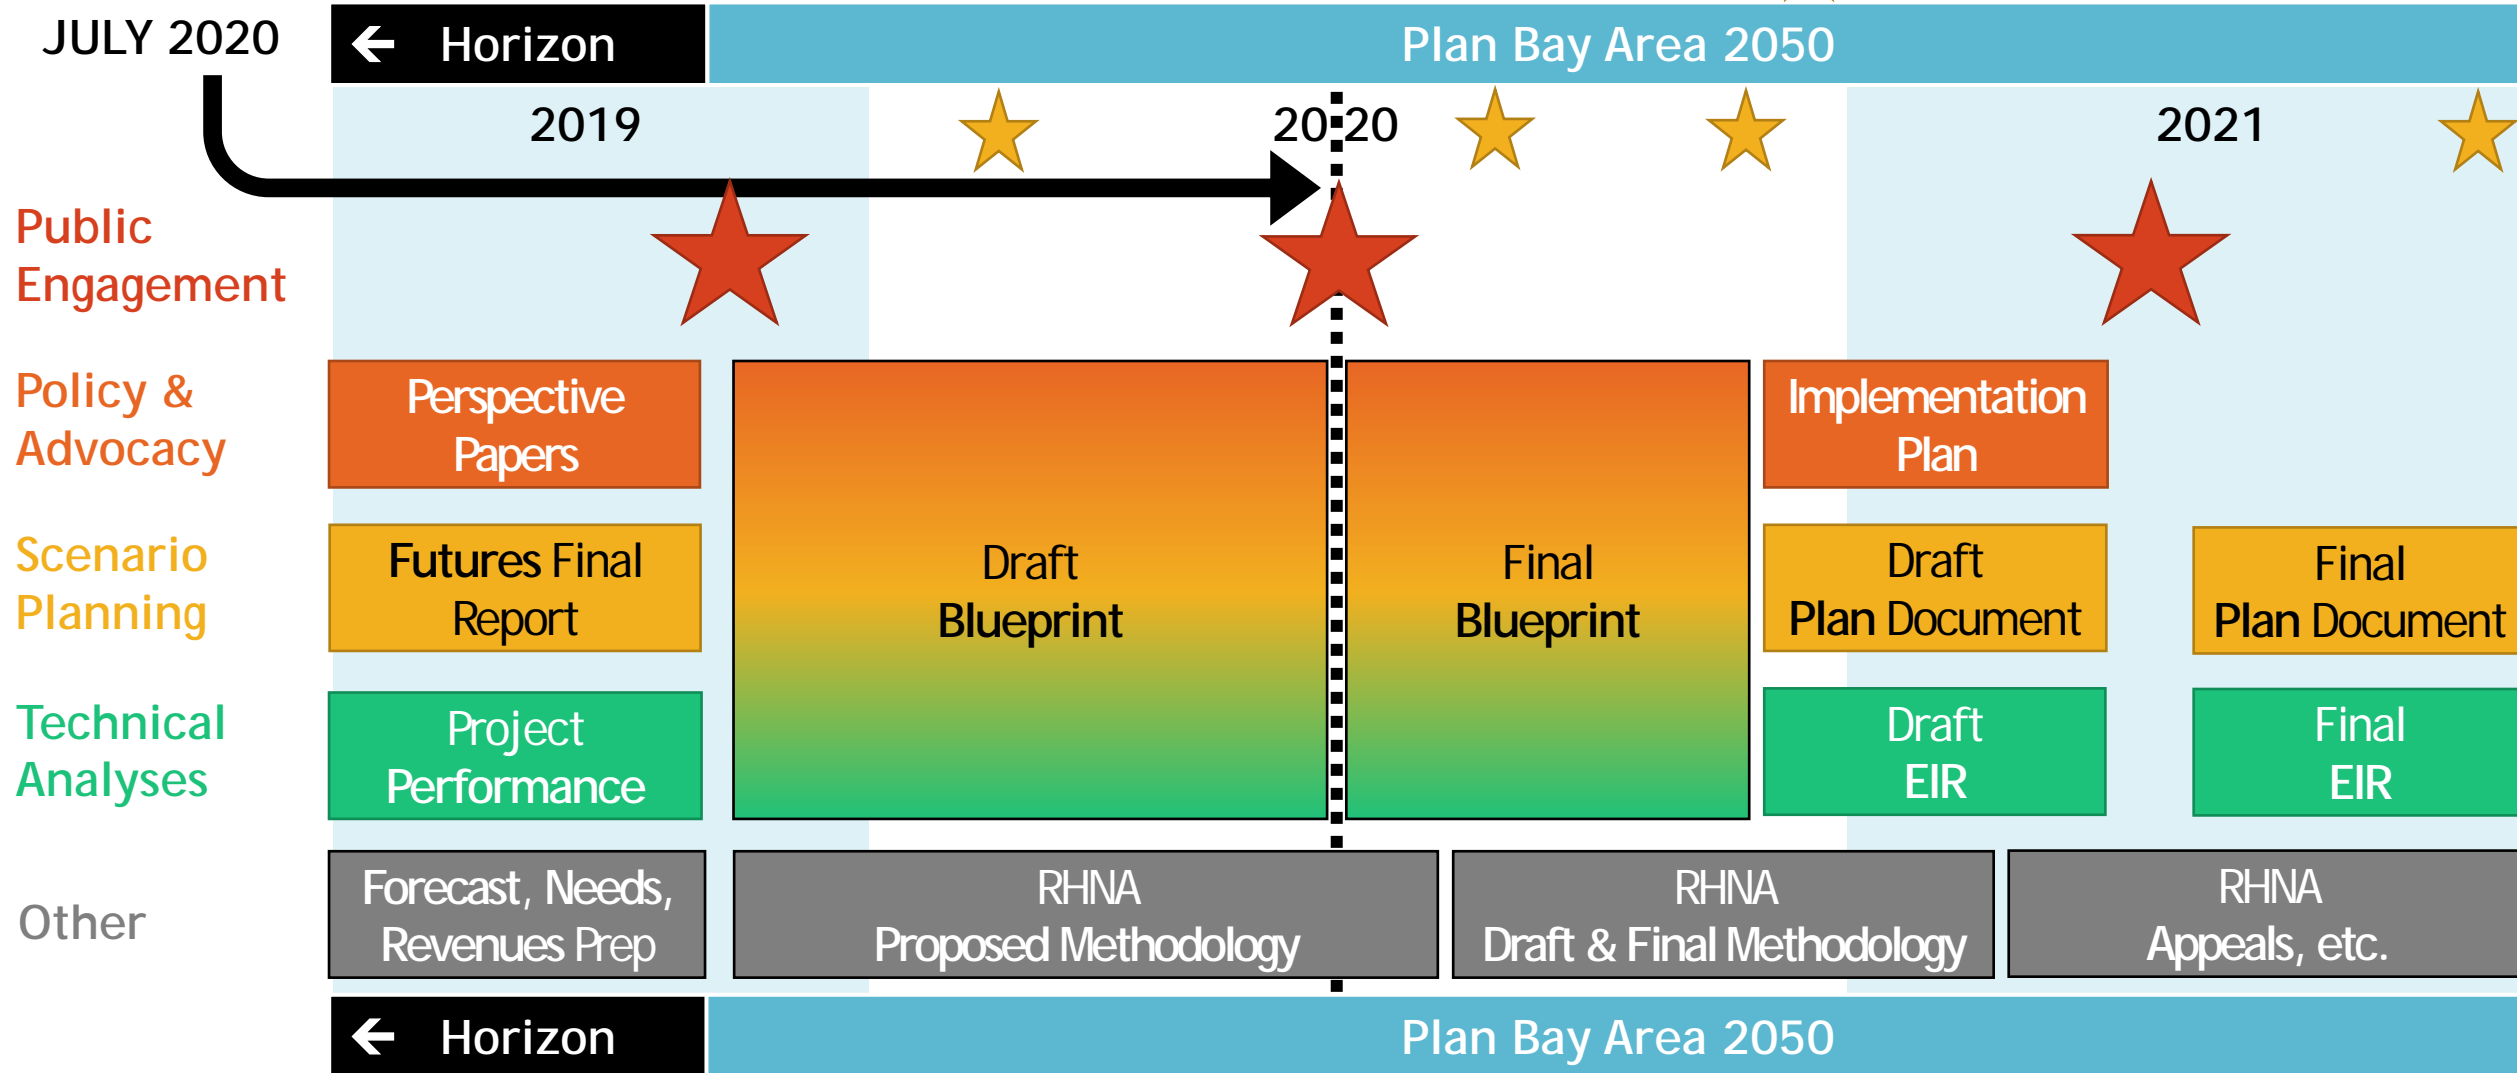 JULY 2020
← Horizon
Plan Bay Area 2050
2019
2020
2021
Public
Engagement
Policy &
Advocacy
Perspective
Papers
Implementation
Plan
Scenario
Planning
Futures Final
Report
Draft
Blueprint
Final
Blueprint
Draft
Plan Document
Final
Plan Document
Technical
Analyses
Project
Performance
Draft
EIR
Final
EIR
Other
Forecast, Needs,
Revenues Prep
RHNA
Proposed Methodology
RHNA
Draft & Final Methodology
RHNA
Appeals, etc.
← Horizon
Plan Bay Area 2050